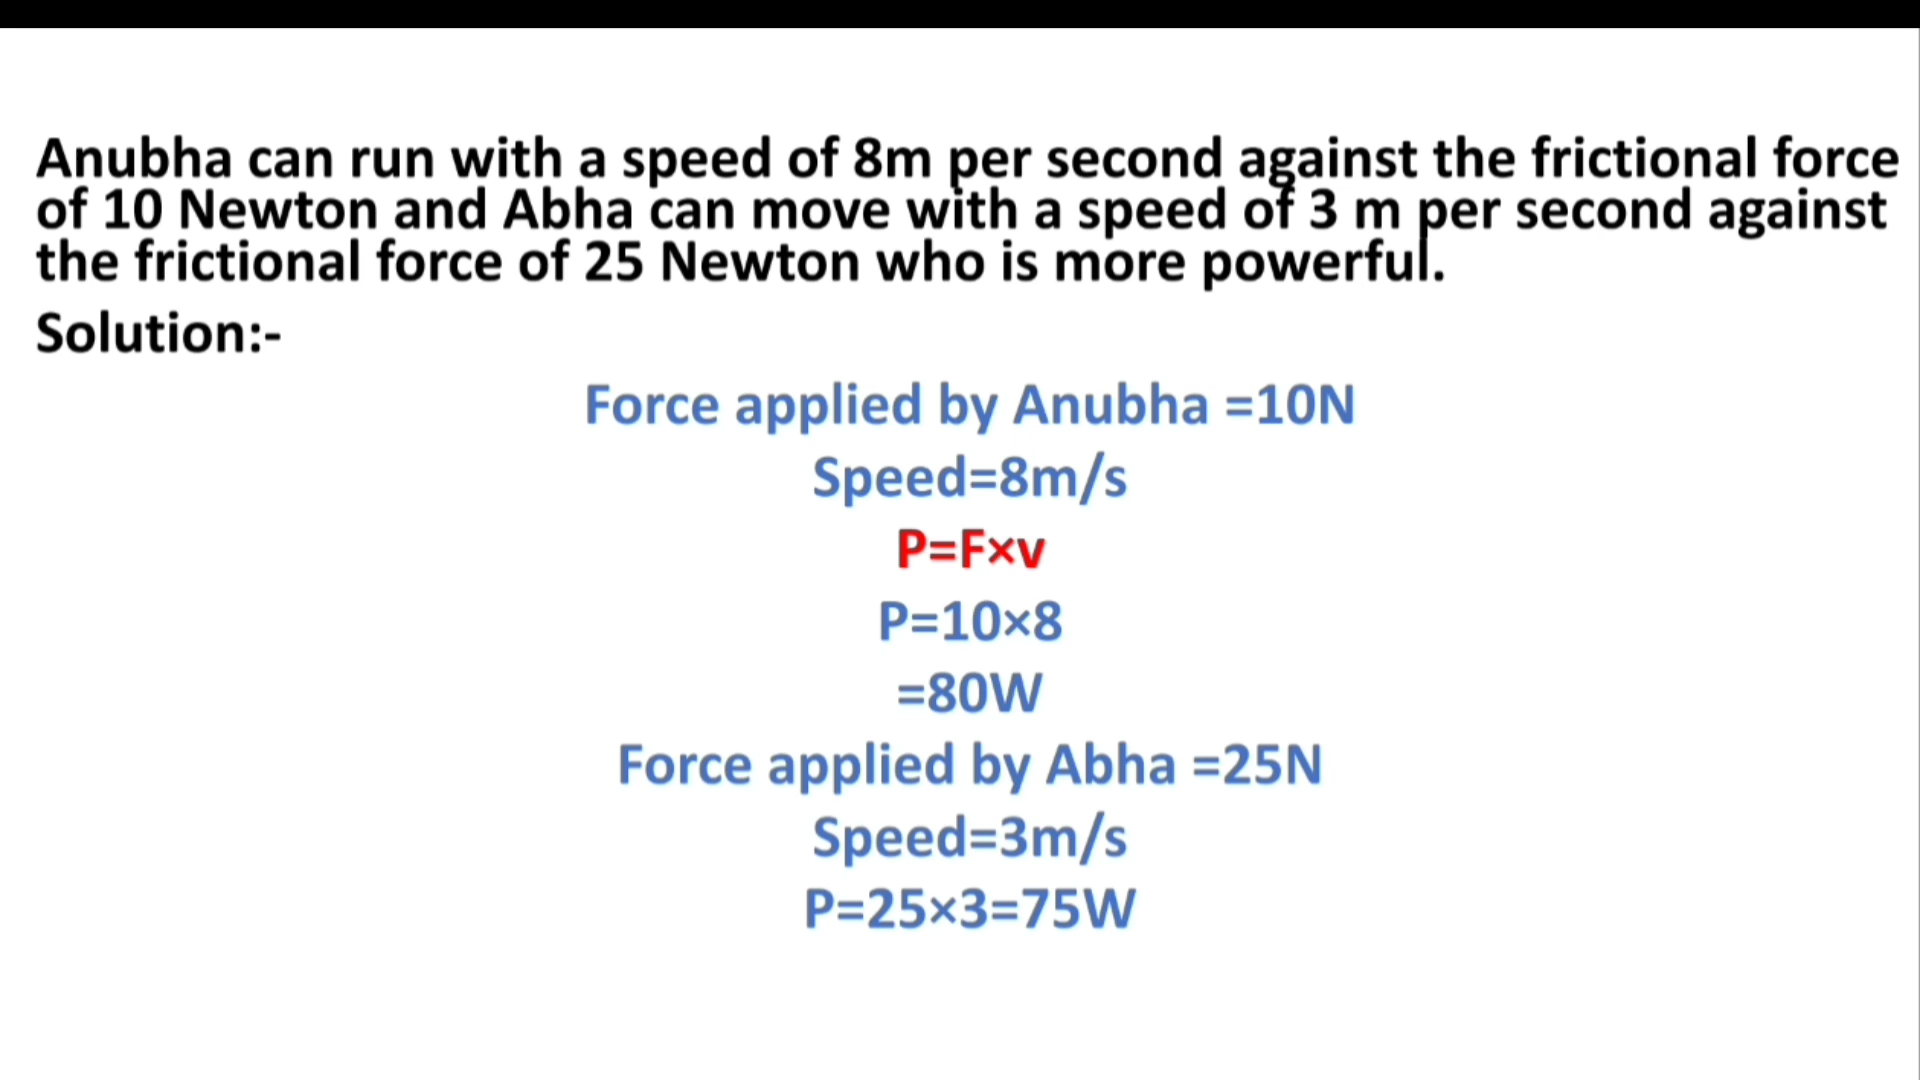 Anubha can run with a speed of 8m per second against the frictional force
of 10 Newton and Abha can move with a speed of 3 m per second against
the frictional force of 25 Newton who is more powerful.
Solution:-
Force applied by Anubha =10N
Speed=8m/s
P=F×v
P=10×8
=80W
Force applied by Abha =25N
Speed=3m/s
P=25×3=75W